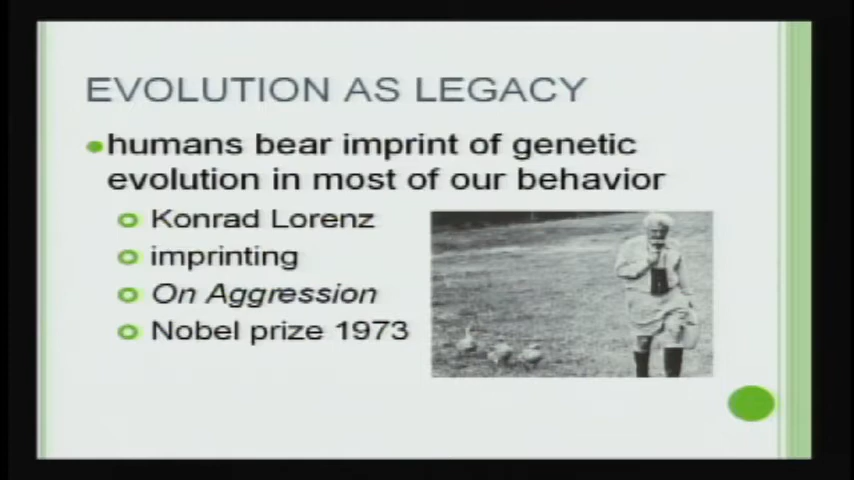 EVOLUTION AS LEGACY
humans bear imprint of genetic
evolution in most of our behavior
Konrad Lorenz
imprinting
On Aggression
Nobel prize 1973